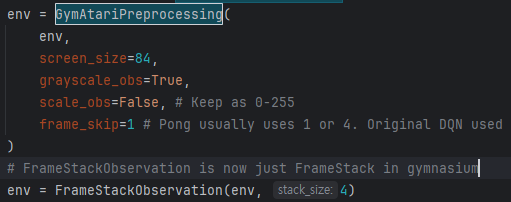 env = GymAtariPreprocessing(
env,
screen_size=84,
grayscale_obs=True,
scale_obs=False, # Keep as 0-255
frame_skip=1 # Pong usually uses 1 or 4. Original DQN used
)
# FrameStackObservation is now just FrameStack in gymnasium
env = FrameStackObservation(env, stack_size: 4)